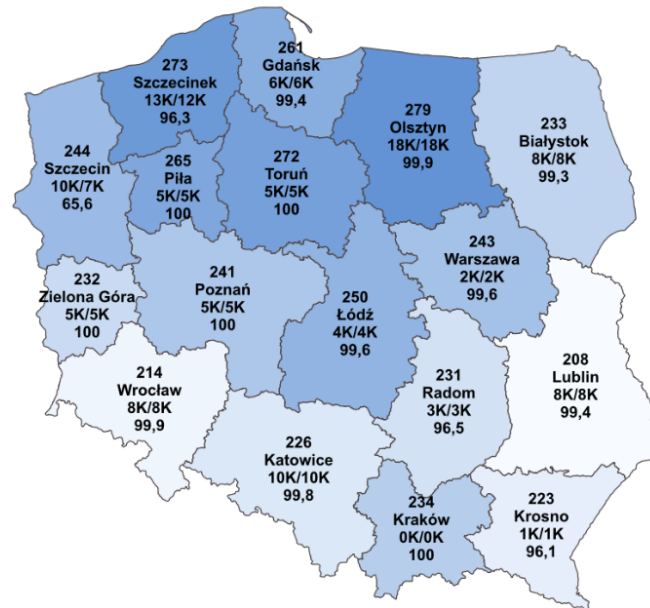 261
Gdańsk
6K/6K
99,4
273
Szczecinek
13K/12K
96,3
279
Olsztyn
18K/18K
99,9
233
Białystok
8K/8K
99,3
244
Szczecin
10K/7K
65,6
265
Piła
5K/5K
100
272
Toruń
5K/5K
100
243
Warszawa
2K/2K
99,6
232
Zielona Góra
5K/5K
100
241
Poznań
5K/5K
100
250
Łódź
4K/4K
99,6
214
Wrocław
8K/8K
99,9
231
Radom
3K/3K
96,5
208
Lublin
8K/8K
99,4
226
Katowice
10K/10K
99,8
234
Kraków
0K/0K
100
223
Krosno
1K/1K
96,1